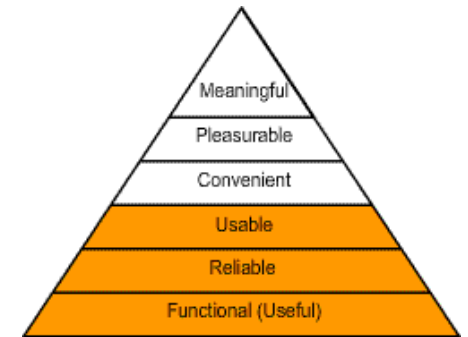 Meaningful
Pleasurable
Convenient
Usable
Reliable
Functional (Useful)